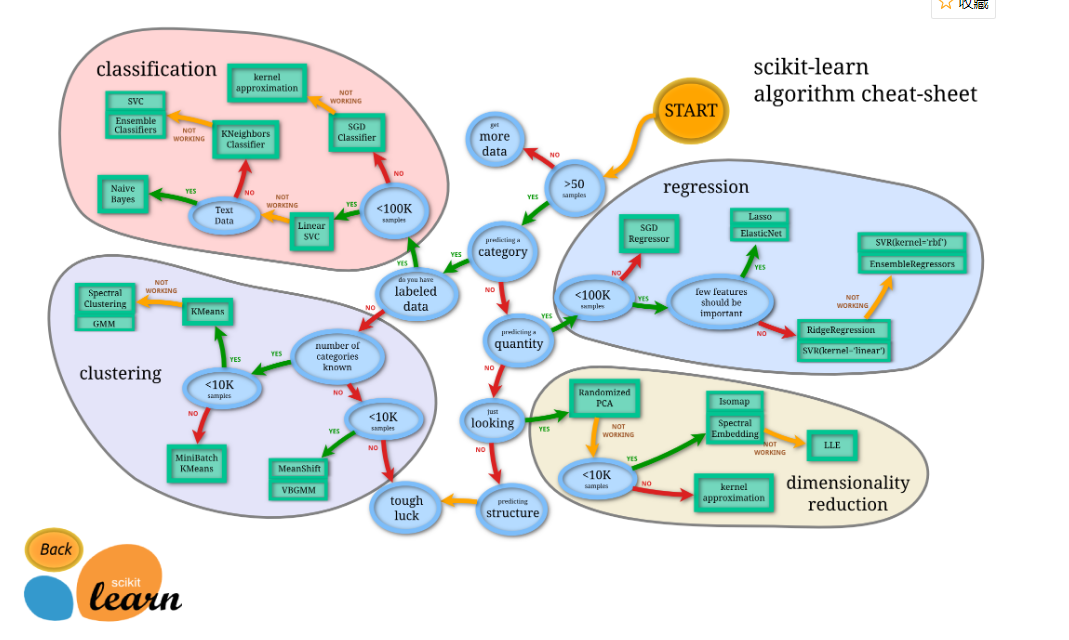 收藏
scikit-learn
algorithm cheat-sheet
START
get
more
data
NO
>50
samples
YES
classification
kernel
approximation
NOT
WORKING
SVC
Ensemble
Classifiers
NOT
WORKING
KNeighbors
Classifier
SGD
Classifier
NO
Naive
Bayes
YES
NO
Text
Data
NOT
WORKING
Linear
SVC
YES
<100K
samples
YES
predicting a
category
YES
NO
do you have
labeled
data
NO
regression
SGD
Regressor
Lasso
ElasticNet
SVR(kernel='rbf')
EnsembleRegressors
NO
YES
<100K
samples
YES
few features
should be
important
NOT
WORKING
NO
RidgeRegression
SVR(kernel='linear')
YES
predicting a
quantity
NO
clustering
Spectral
Clustering
GMM
NOT
WORKING
KMeans
YES
YES
number of
categories
known
<10K
samples
NO
NO
<10K
samples
MiniBatch
KMeans
YES
NO
MeanShift
VBGMM
just
looking
YES
NO
tough
luck
predicting
structure
Randomized
PCA
NOT
WORKING
Isomap
Spectral
Embedding
NOT
WORKING
LLE
YES
<10K
samples
NO
kernel
approximation
dimensionality
reduction
Back
scikit
learn